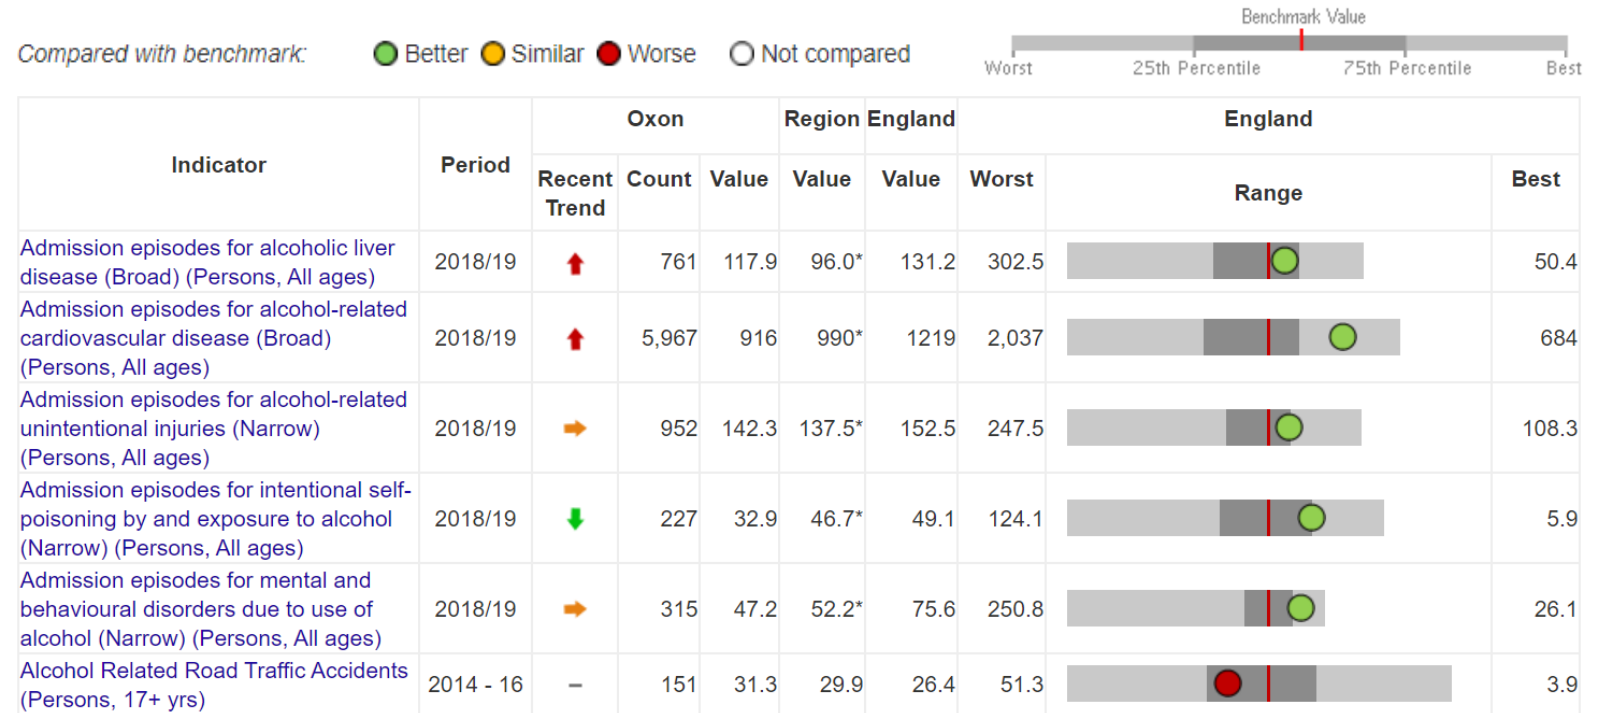 Benchmark Value
Compared with benchmark: Better Similar Worse Not compared
Worst 25th Percentile 75th Percentile Best
Oxon Region England England
Indicator Period
Recent Count Value Value Value Worst Range Best
Trend
Admission episodes for alcoholic liver
disease (Broad) (Persons, All ages) 2018/19 761 117.9 96.0* 131.2 302.5 50.4
Admission episodes for alcohol-related
cardiovascular disease (Broad) 2018/19 5,967 916 990* 1219 2,037 684
(Persons, All ages)
Admission episodes for alcohol-related
unintentional injuries (Narrow) 2018/19 952 142.3 137.5* 152.5 247.5 108.3
(Persons, All ages)
Admission episodes for intentional self-
poisoning by and exposure to alcohol 2018/19 227 32.9 46.7* 49.1 124.1 5.9
(Narrow) (Persons, All ages)
Admission episodes for mental and
behavioural disorders due to use of 2018/19 315 47.2 52.2* 75.6 250.8 26.1
alcohol (Narrow) (Persons, All ages)
Alcohol Related Road Traffic Accidents
(Persons, 17+ yrs) 2014 - 16 – 151 31.3 29.9 26.4 51.3 3.9